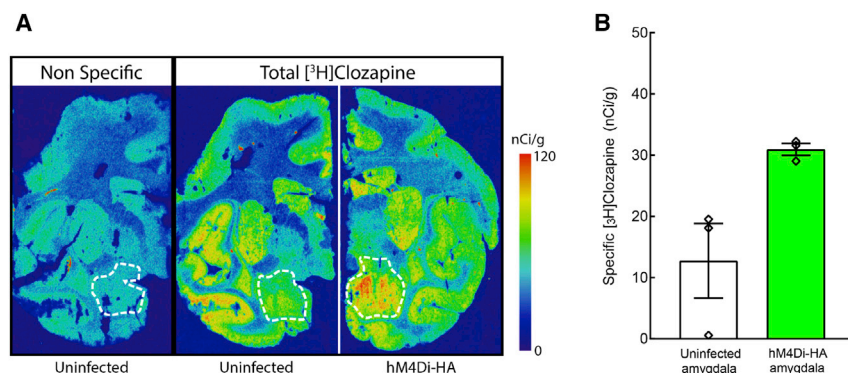 A
Non Specific
Total [³H]Clozapine
nCi/g
120
0
Uninfected
Uninfected
hM4Di-HA
B
Specific [³H]Clozapine (nCi/g)
50
40
30
20
10
0
Uninfected
amygdala
hM4Di-HA
amygdala